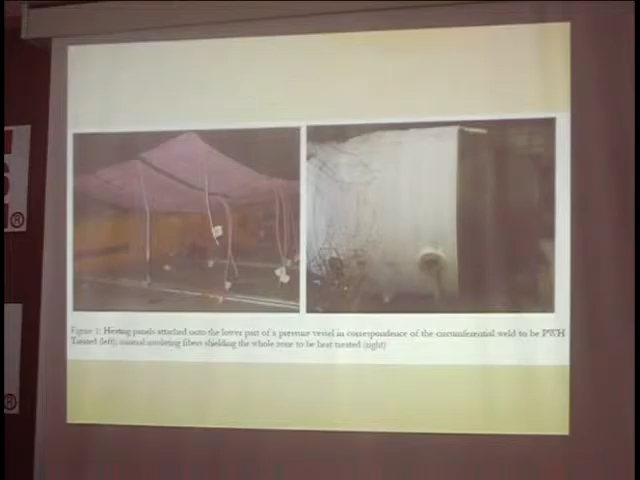 Figure 1: Heating panels attached onto the lower part of a pressure vessel in correspondence of the circumferential weld to be PWH
Treated (left); mineral insulating fibers shielding the whole zone to be heat treated (right)
®
®